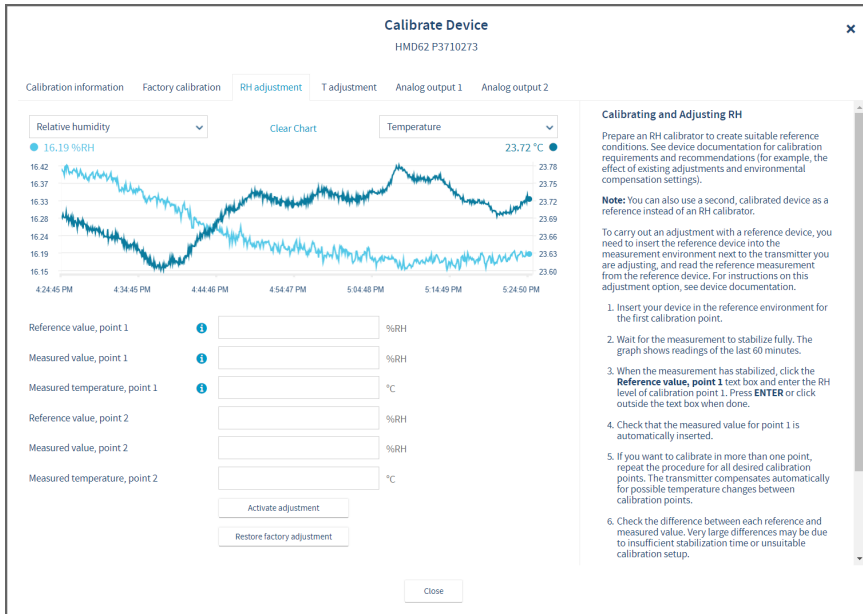 Calibrate Device
HMD62 P3710273
Calibration information
Factory calibration
RH adjustment
T adjustment
Analog output 1
Analog output 2
Relative humidity
Clear Chart
Temperature
16.19 %RH
23.72 °C
16.42
16.37
16.33
16.28
16.24
16.19
16.15
23.78
23.75
23.72
23.69
23.66
23.63
23.60
4:24:45 PM
4:34:45 PM
4:44:46 PM
4:54:47 PM
5:04:48 PM
5:14:49 PM
5:24:50 PM
Reference value, point 1
%RH
Measured value, point 1
%RH
Measured temperature, point 1
°C
Reference value, point 2
%RH
Measured value, point 2
%RH
Measured temperature, point 2
°C
Activate adjustment
Restore factory adjustment
Calibrating and Adjusting RH
Prepare an RH calibrator to create suitable reference
conditions. See device documentation for calibration
requirements and recommendations (for example, the
effect of existing adjustments and environmental
compensation settings).
Note: You can also use a second, calibrated device as a
reference instead of an RH calibrator.
To carry out an adjustment with a reference device, you
need to insert the reference device into the
measurement environment next to the transmitter you
are adjusting, and read the reference measurement
from the reference device. For instructions on this
adjustment option, see device documentation.
1. Insert your device in the reference environment for
the first calibration point.
2. Wait for the measurement to stabilize fully. The
graph shows readings of the last 60 minutes.
3. When the measurement has stabilized, click the
Reference value, point 1 text box and enter the RH
level of calibration point 1. Press ENTER or click
outside the text box when done.
4. Check that the measured value for point 1 is
automatically inserted.
5. If you want to calibrate in more than one point,
repeat the procedure for all desired calibration
points. The transmitter compensates automatically
for possible temperature changes between
calibration points.
6. Check the difference between each reference and
measured value. Very large differences may be due
to insufficient stabilization time or unsuitable
calibration setup.
Close